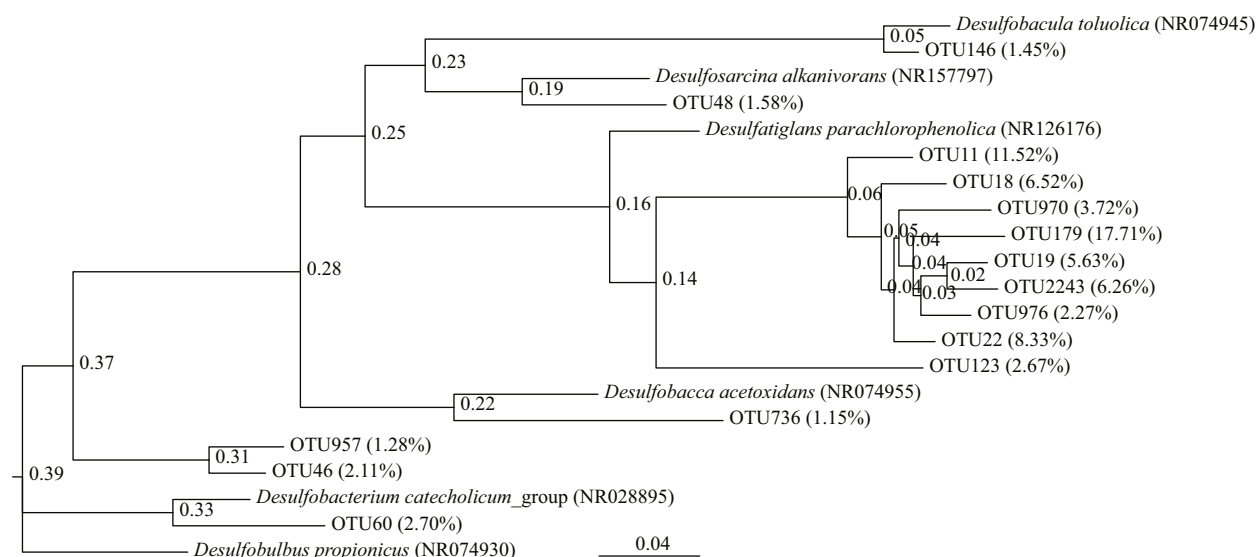 Desulfobacula toluolica (NR074945)
0.05
OTU146 (1.45%)
0.23
Desulfosarcina alkanivorans (NR157797)
0.19
OTU48 (1.58%)
0.25
Desulfatiglans parachlorophenolica (NR126176)
OTU11 (11.52%)
0.06
OTU18 (6.52%)
0.16
OTU970 (3.72%)
0.05
0.04
OTU179 (17.71%)
0.04
OTU19 (5.63%)
0.02
0.28
0.14
0.04
0.03
OTU2243 (6.26%)
OTU976 (2.27%)
OTU22 (8.33%)
0.37
OTU123 (2.67%)
Desulfobacca acetoxidans (NR074955)
0.22
OTU736 (1.15%)
OTU957 (1.28%)
0.31
OTU46 (2.11%)
0.39
Desulfobacterium catecholicum_group (NR028895)
0.33
OTU60 (2.70%)
Desulfobulbus propionicus (NR074930)
0.04